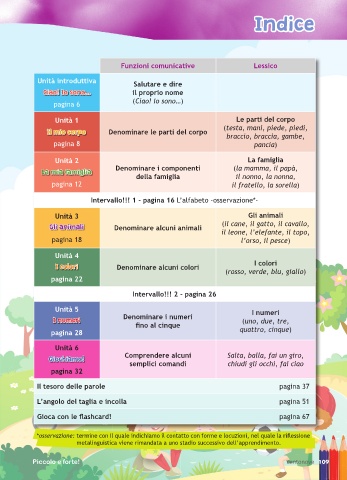 Indice
Funzioni comunicative Lessico
Unità introduttiva
Ciao! Io sono...
pagina 6
Salutare e dire
il proprio nome
(Ciao! Io sono…)
Unità 1
Il mio corpo
pagina 8
Denominare le parti del corpo
Le parti del corpo
(testa, mani, piede, piedi,
braccio, braccia, gambe,
pancia)
Unità 2
La mia famiglia
pagina 12
Denominare i componenti
della famiglia
La famiglia
(la mamma, il papà,
il nonno, la nonna,
il fratello, la sorella)
Intervallo!!! 1 - pagina 16 L'alfabeto -osservazione*-
Unità 3
Gli animali
pagina 18
Denominare alcuni animali
Gli animali
(il cane, il gatto, il cavallo,
il leone, l'elefante, il topo,
l'orso, il pesce)
Unità 4
I colori
pagina 22
Denominare alcuni colori
I colori
(rosso, verde, blu, giallo)
Intervallo!!! 2 - pagina 26
Unità 5
I numeri
pagina 28
Denominare i numeri
fino al cinque
I numeri
(uno, due, tre,
quattro, cinque)
Unità 6
Giochiamo!
pagina 32
Comprendere alcuni
semplici comandi
Salta, balla, fai un giro,
chiudi gli occhi, fai ciao
Il tesoro delle parole pagina 37
L'angolo del taglia e incolla pagina 51
Gioca con le flashcard! pagina 67
*osservazione: termine con il quale indichiamo il contatto con forme e locuzioni, nel quale la riflessione
metalinguistica viene rimandata a uno stadio successivo dell'apprendimento.
Piccolo e forte! 109